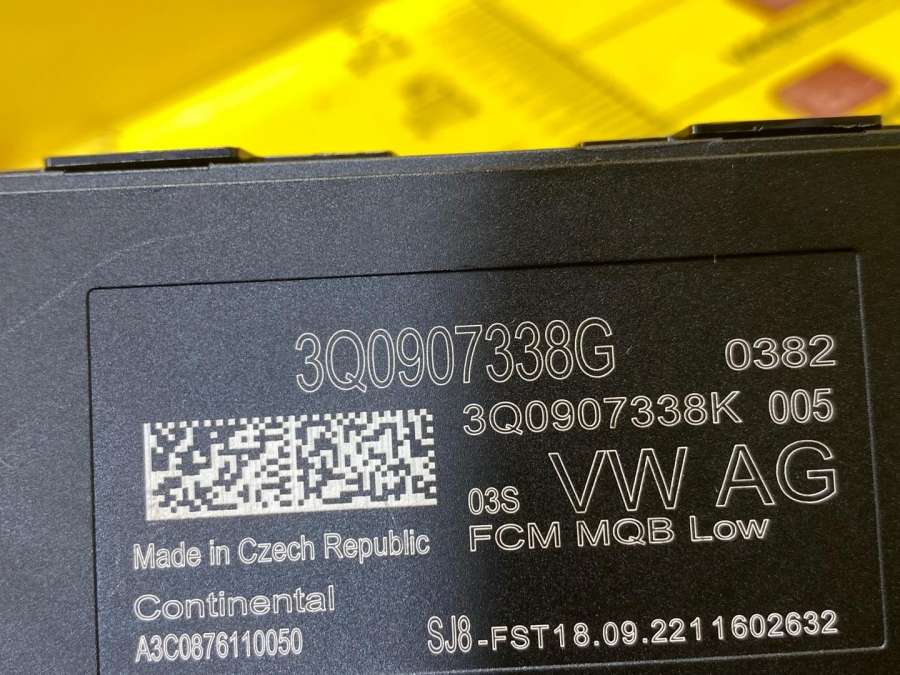 3Q0907338G 0382
3Q0907338K 005
03S VW AG
FCM MQB Low
Made in Czech Republic
Continental
A3C0876110050
SJ8-FST18.09.2211602632